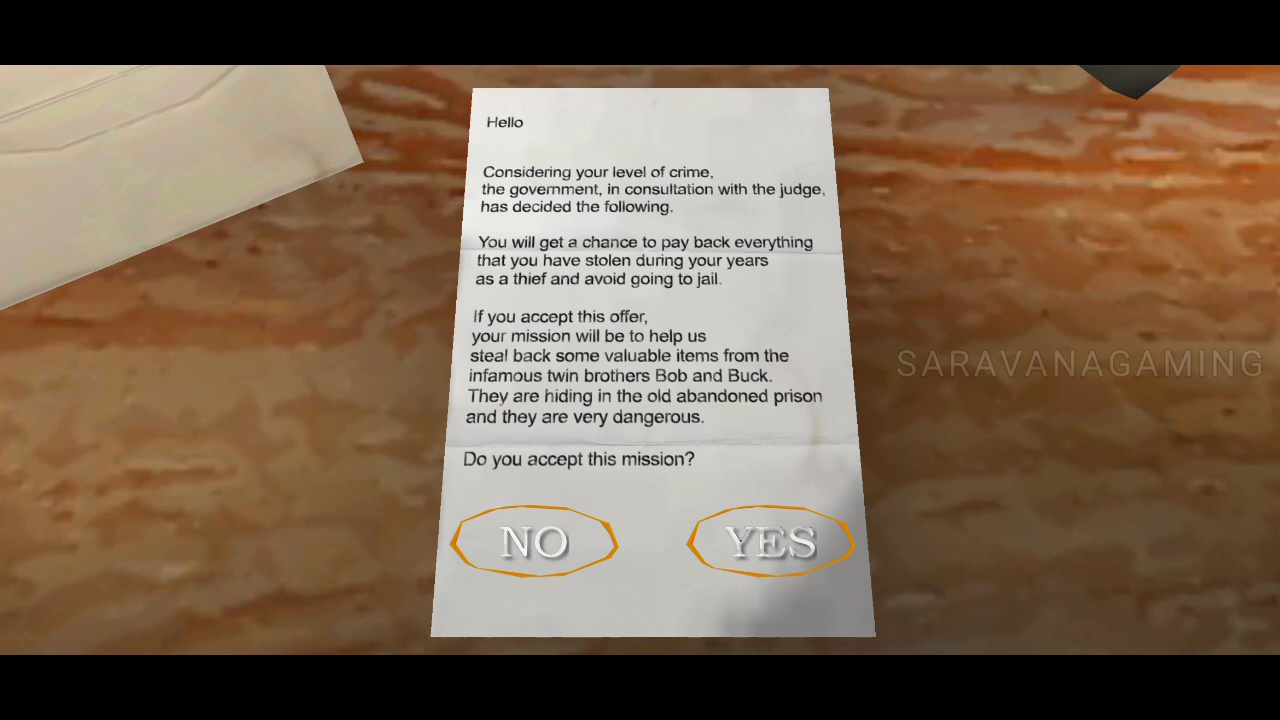 Hello
Considering your level of crime,
the government, in consultation with the judge,
has decided the following.
You will get a chance to pay back everything
that you have stolen during your years
as a thief and avoid going to jail.
If you accept this offer,
your mission will be to help us
steal back some valuable items from the
infamous twin brothers Bob and Buck.
They are hiding in the old abandoned prison
and they are very dangerous.
Do you accept this mission?
NO YES
SARAVANAGAMING